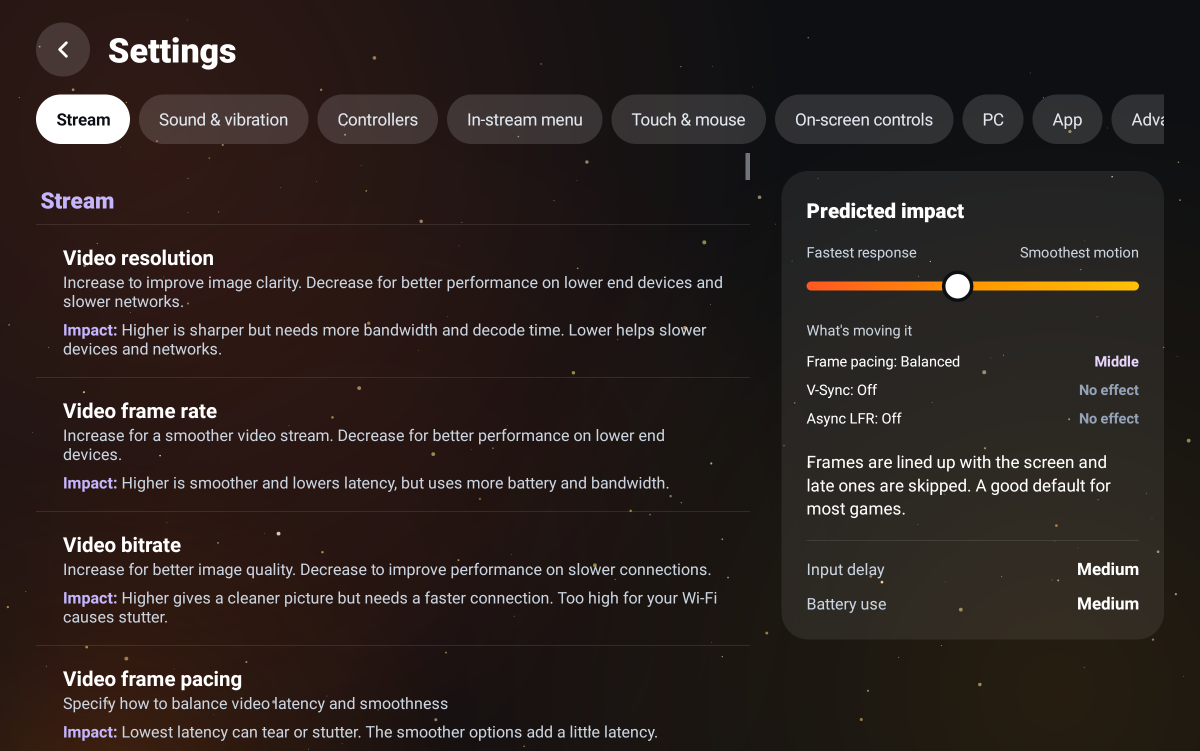 Settings
Stream
Sound & vibration
Controllers
In-stream menu
Touch & mouse
On-screen controls
PC
App
Adva
Stream
Video resolution
Increase to improve image clarity. Decrease for better performance on lower end devices and
slower networks.
Impact: Higher is sharper but needs more bandwidth and decode time. Lower helps slower
devices and networks.
Video frame rate
Increase for a smoother video stream. Decrease for better performance on lower end
devices.
Impact: Higher is smoother and lowers latency, but uses more battery and bandwidth.
Video bitrate
Increase for better image quality. Decrease to improve performance on slower connections.
Impact: Higher gives a cleaner picture but needs a faster connection. Too high for your Wi-Fi
causes stutter.
Video frame pacing
Specify how to balance video latency and smoothness
Impact: Lowest latency can tear or stutter. The smoother options add a little latency.
Predicted impact
Fastest response
Smoothest motion
What's moving it
Frame pacing: Balanced
Middle
V-Sync: Off
No effect
Async LFR: Off
No effect
Frames are lined up with the screen and
late ones are skipped. A good default for
most games.
Input delay
Medium
Battery use
Medium